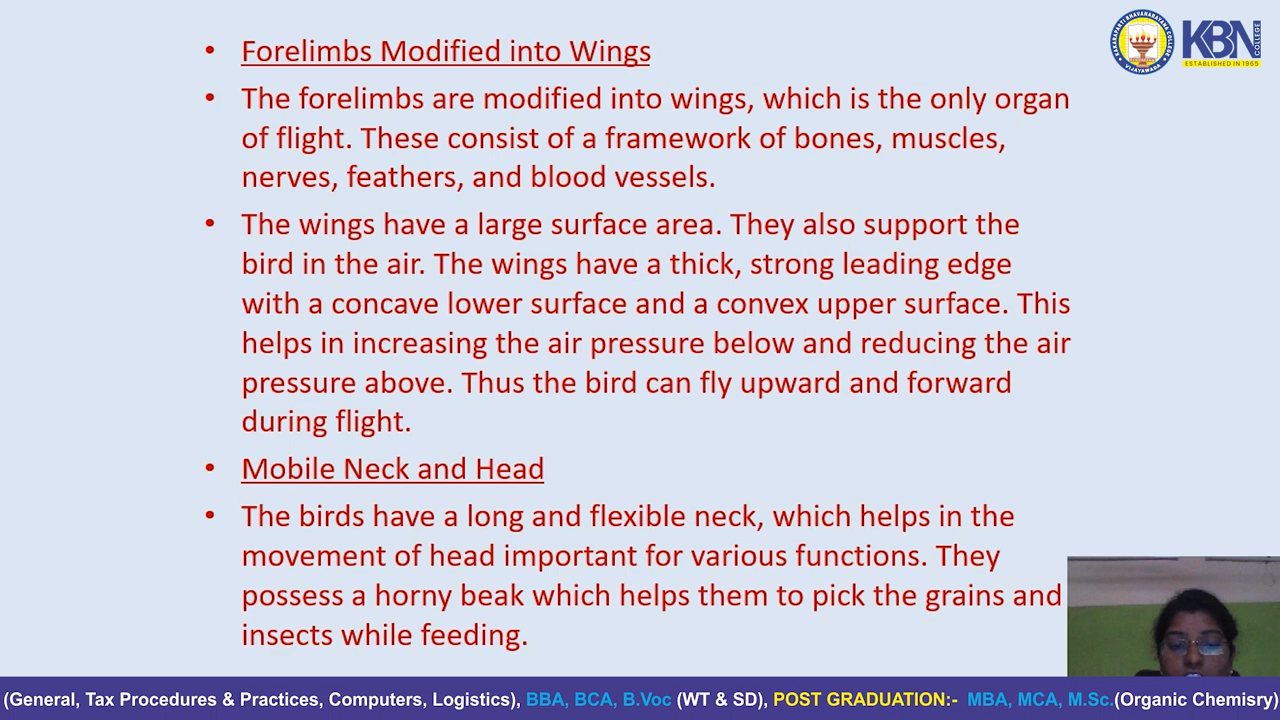 • Forelimbs Modified into Wings
• The forelimbs are modified into wings, which is the only organ
of flight. These consist of a framework of bones, muscles,
nerves, feathers, and blood vessels.
• The wings have a large surface area. They also support the
bird in the air. The wings have a thick, strong leading edge
with a concave lower surface and a convex upper surface. This
helps in increasing the air pressure below and reducing the air
pressure above. Thus the bird can fly upward and forward
during flight.
• Mobile Neck and Head
• The birds have a long and flexible neck, which helps in the
movement of head important for various functions. They
possess a horny beak which helps them to pick the grains and
insects while feeding.
KAKARAPARTI BHAVANARAYANA COLLEGE
VIJAYAWADA
KBN
COLLEGE
ESTABLISHED IN 1965
(General, Tax Procedures & Practices, Computers, Logistics), BBA, BCA, B.Voc (WT & SD), POST GRADUATION:- MBA, MCA, M.Sc.(Organic Chemisry)